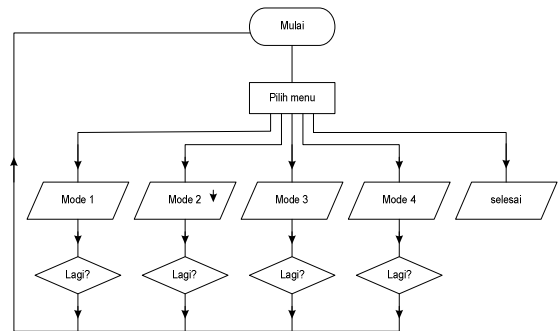 Mulai
Pilih menu
Mode 1
Mode 2
Mode 3
Mode 4
selesai
Lagi?
Lagi?
Lagi?
Lagi?